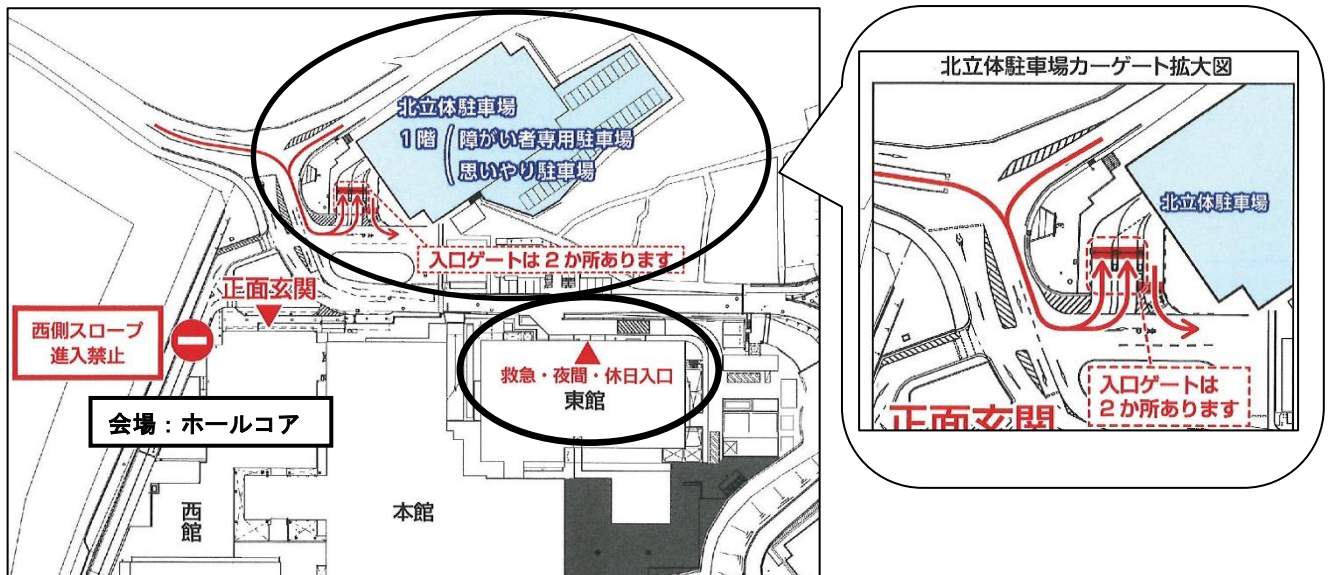 北立体駐車場
1階 障がい者専用駐車場
思いやり駐車場
入口ゲートは2か所あります
正面玄関
西側スロープ
進入禁止
会場：ホールコア
救急・夜間・休日入口
東館
西館
本館
北立体駐車場カーゲート拡大図
北立体駐車場
入口ゲートは
2か所あります
正面玄関